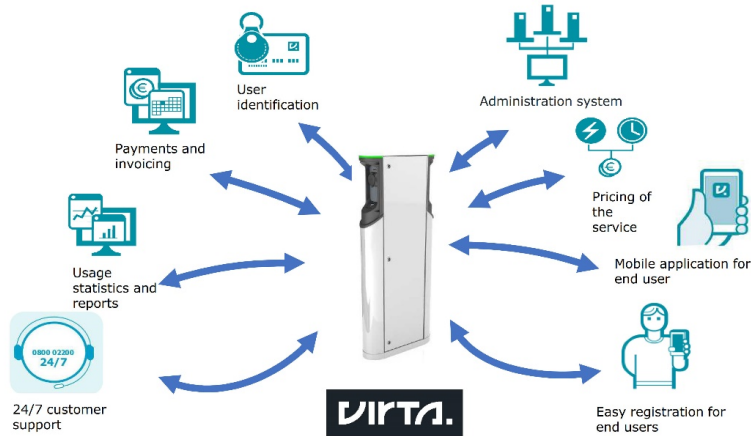 User
identification
Administration system
Payments and
invoicing
Pricing of
the
service
Usage
statistics and
reports
Mobile application for
end user
0800 02200
24/7
24/7 customer
support
VIRTA.
Easy registration for
end users